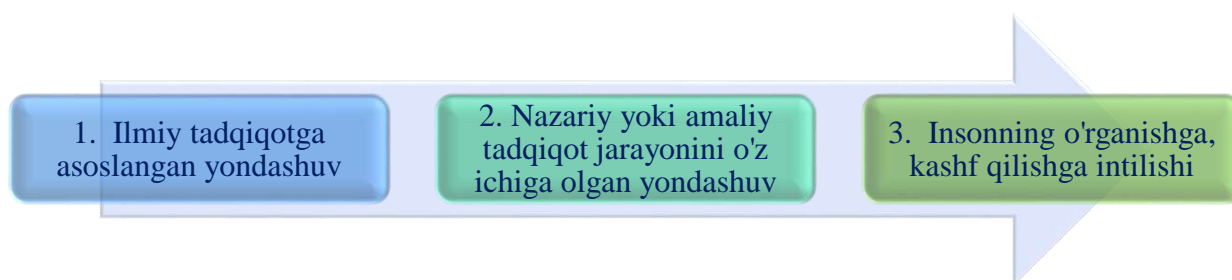 1. Ilmiy tadqiqotga
asoslangan yondashuv
2. Nazariy yoki amaliy
tadqiqot jarayonini o'z
ichiga olgan yondashuv
3. Insonning o'rganishga,
kashf qilishga intilishi